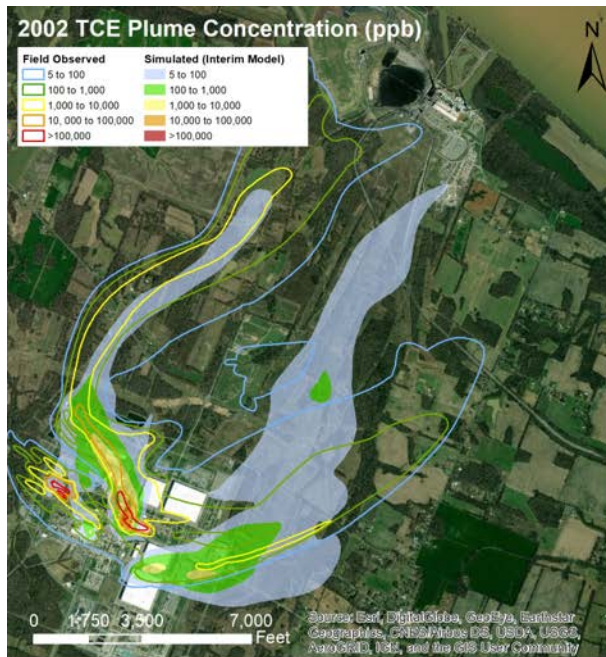 2002 TCE Plume Concentration (ppb)
N
Field Observed
Simulated (Interim Model)
5 to 100
5 to 100
100 to 1,000
100 to 1,000
1,000 to 10,000
1,000 to 10,000
10, 000 to 100,000
10,000 to 100,000
>100,000
>100,000
0 1,750 3,500 7,000
Feet
Source: Esri, DigitalGlobe, GeoEye, Earthstar
Geographics, CNES/Airbus DS, USDA, USGS,
AeroGRID, IGN, and the GIS User Community